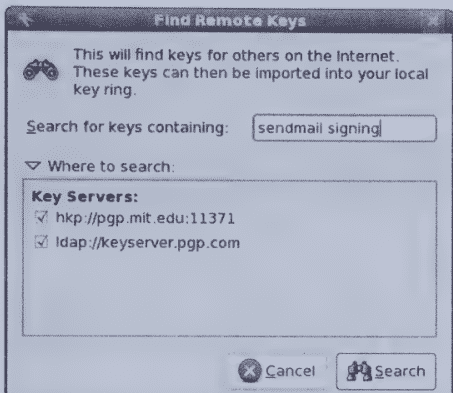 Find Remote Keys
This will find keys for others on the Internet.
These keys can then be imported into your local
key ring.
Search for keys containing: sendmail signing
Where to search:
Key Servers:
hkp://pgp.mit.edu:11371
ldap://keyserver.pgp.com
Cancel Search